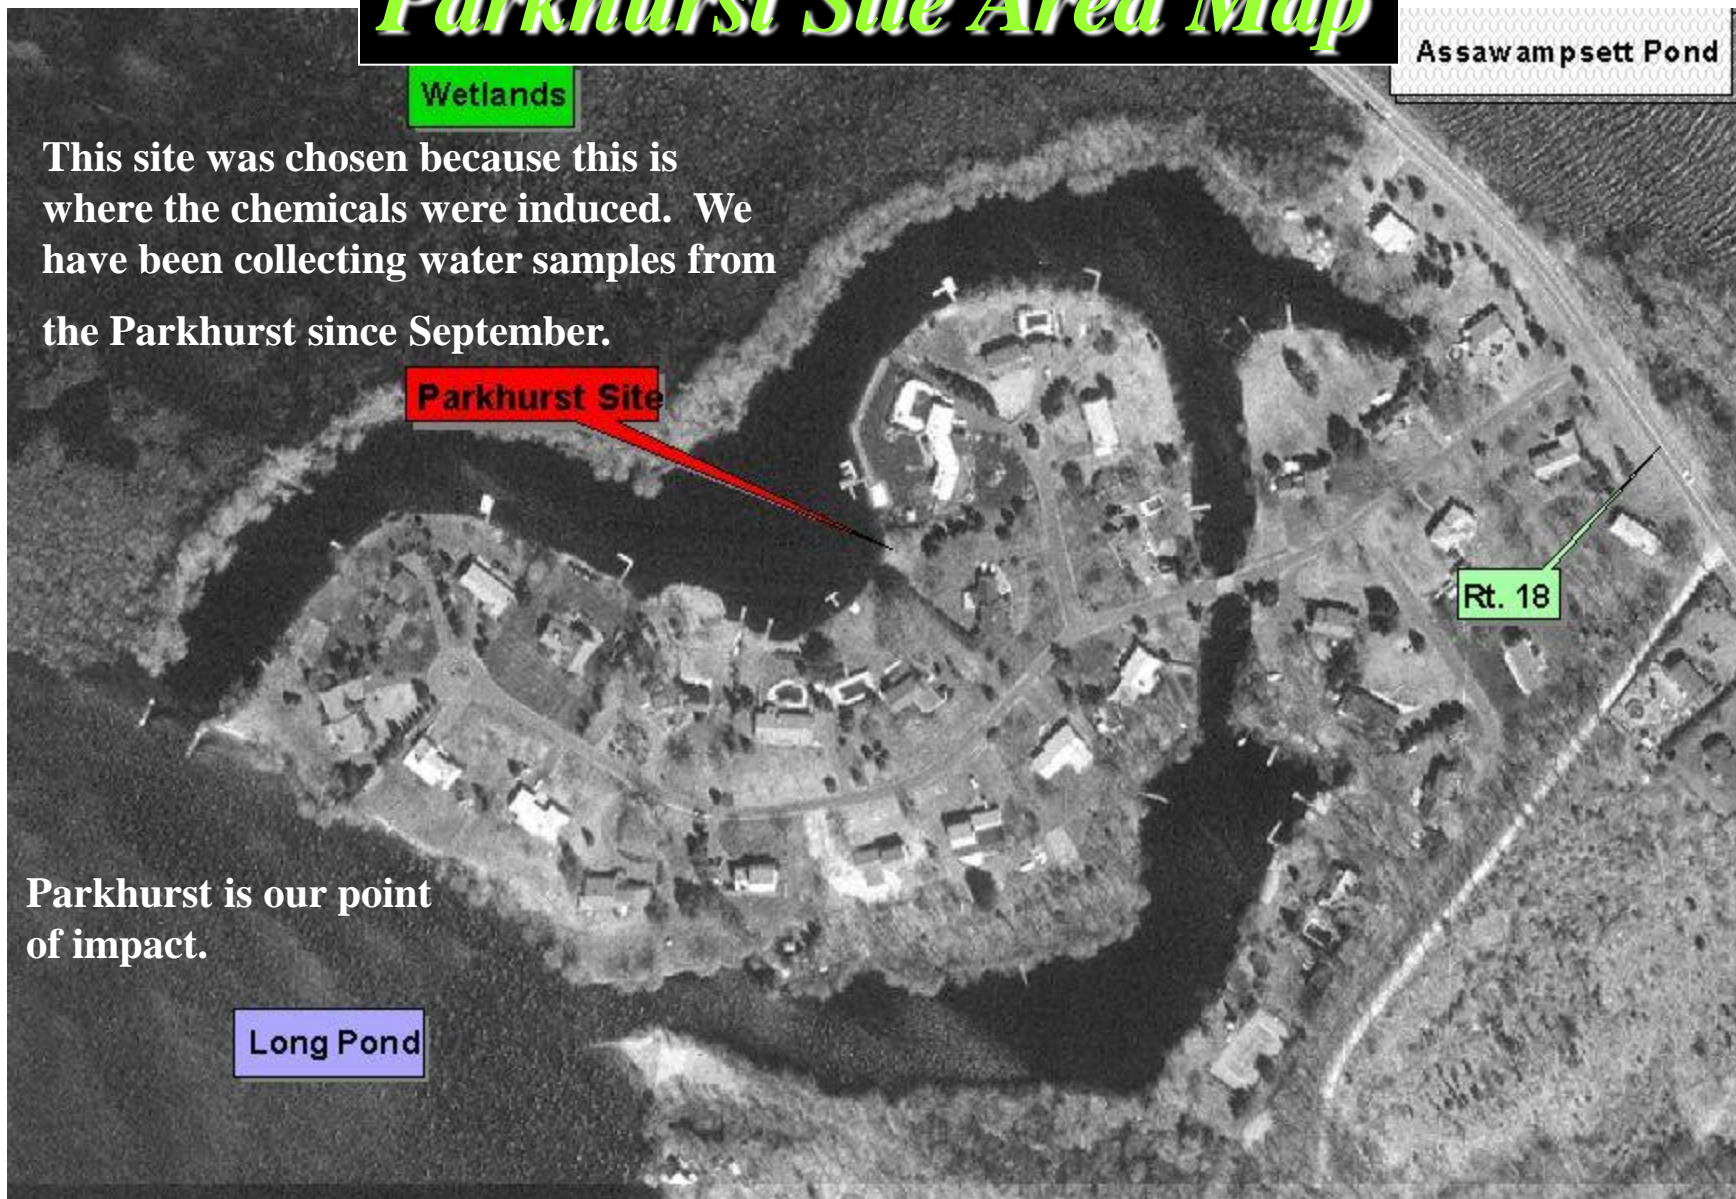 Parkhurst Site Area Map
Assawampsett Pond
Wetlands
This site was chosen because this is
where the chemicals were induced.  We
have been collecting water samples from
the Parkhurst since September.
Parkhurst Site
Rt. 18
Parkhurst is our point
of impact.
Long Pond